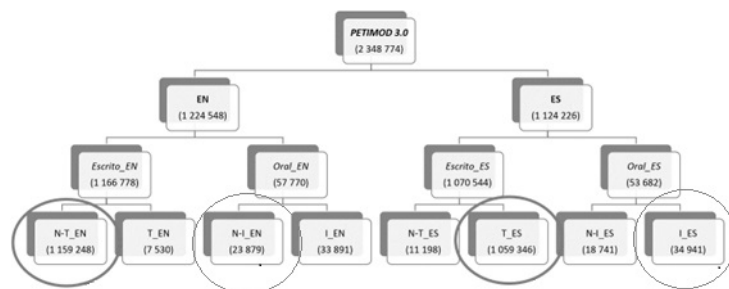 PETIMOD 3.0
(2 348 774)
EN
(1 224 548)
ES
(1 124 226)
Escrito_EN
(1 166 778)
Oral_EN
(57 770)
Escrito_ES
(1 070 544)
Oral_ES
(53 682)
N-T_EN
(1 159 248)
T_EN
(7 530)
N-I_EN
(23 879)
I_EN
(33 891)
N-T_ES
(11 198)
T_ES
(1 059 346)
N-I_ES
(18 741)
I_ES
(34 941)